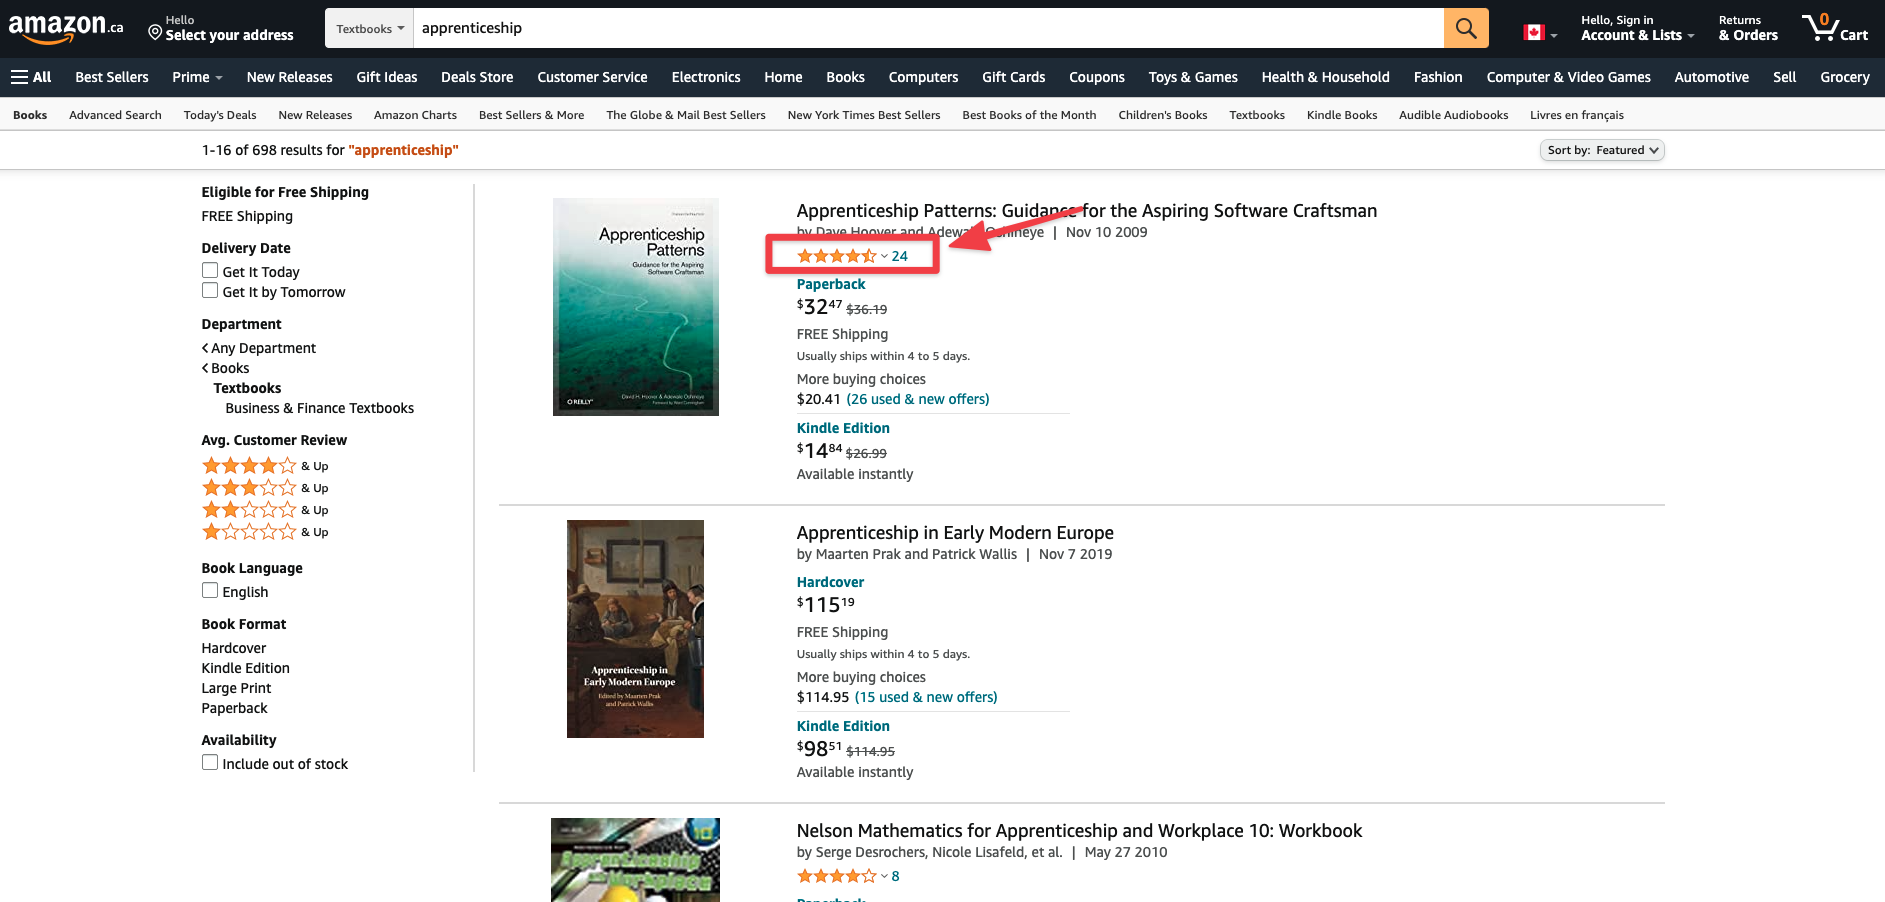 amazon.ca
Hello
Select your address
Textbooks
apprenticeship
Hello, Sign in
Account & Lists
Returns
& Orders
0
Cart
All
Best Sellers
Prime
New Releases
Gift Ideas
Deals Store
Customer Service
Electronics
Home
Books
Computers
Gift Cards
Coupons
Toys & Games
Health & Household
Fashion
Computer & Video Games
Automotive
Sell
Grocery
Books
Advanced Search
Today's Deals
New Releases
Amazon Charts
Best Sellers & More
The Globe & Mail Best Sellers
New York Times Best Sellers
Best Books of the Month
Children's Books
Textbooks
Kindle Books
Audible Audiobooks
Livres en français
1-16 of 698 results for "apprenticeship"
Sort by: Featured
Eligible for Free Shipping
FREE Shipping
Delivery Date
Get It Today
Get It by Tomorrow
Department
Any Department
Books
Textbooks
Business & Finance Textbooks
Avg. Customer Review
& Up
& Up
& Up
& Up
Book Language
English
Book Format
Hardcover
Kindle Edition
Large Print
Paperback
Availability
Include out of stock
Apprenticeship
Patterns
Guidance for the Aspiring
Software Craftsman
O'REILLY
David H. Hoover & Adewale Oshineye
Apprenticeship Patterns: Guidance for the Aspiring Software Craftsman
by Dave Hoover and Adewale Oshineye | Nov 10 2009
24
Paperback
$32 47 $36.19
FREE Shipping
Usually ships within 4 to 5 days.
More buying choices
$20.41 (26 used & new offers)
Kindle Edition
$14 84 $26.99
Available instantly
Apprenticeship in
Early Modern Europe
Edited by Maarten Prak
and Patrick Wallis
Apprenticeship in Early Modern Europe
by Maarten Prak and Patrick Wallis | Nov 7 2019
Hardcover
$115 19
FREE Shipping
Usually ships within 4 to 5 days.
More buying choices
$114.95 (15 used & new offers)
Kindle Edition
$98 51 $114.95
Available instantly
10
Apprenticeship
and Workplace
Nelson Mathematics for Apprenticeship and Workplace 10: Workbook
by Serge Desrochers, Nicole Lisafeld, et al. | May 27 2010
8
Paperback